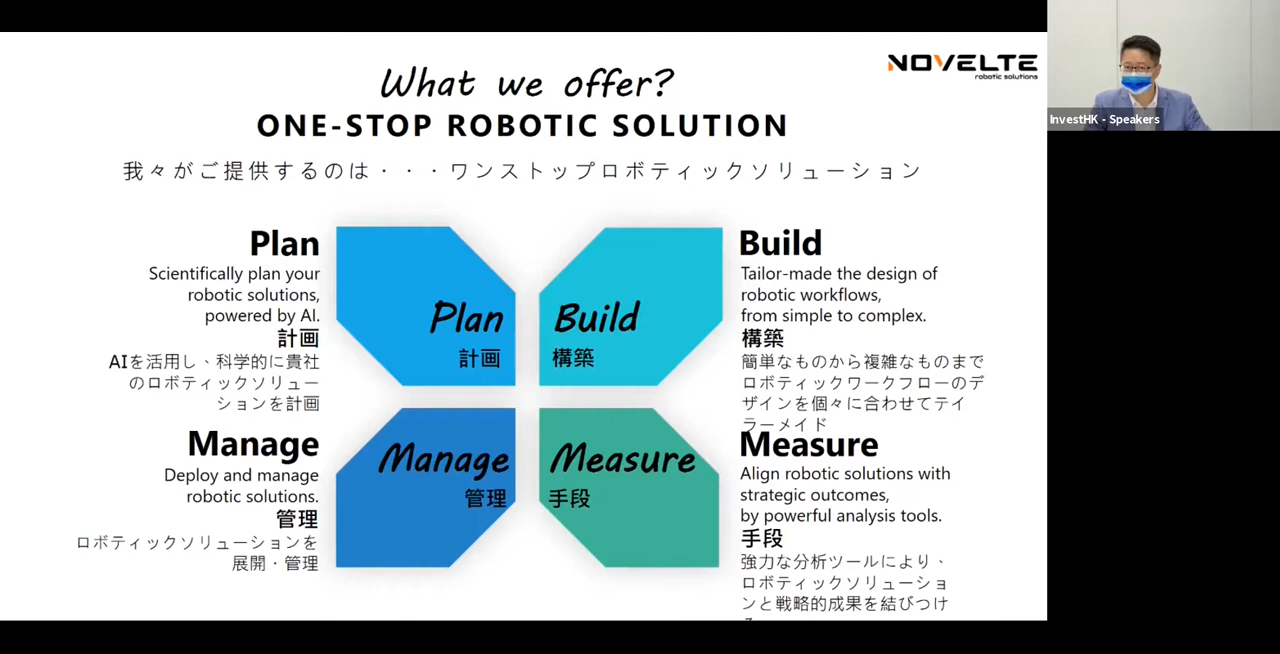 What we offer?
NOVELTE
robotic solutions
ONE-STOP ROBOTIC SOLUTION
我々がご提供するのは・・・ワンストップロボティックソリューション
InvestHK - Speakers
Plan
Scientifically plan your
robotic solutions,
powered by AI.
計画
AIを活用し、科学的に貴社
のロボティックソリュー
ションを計画
Plan
計画
Build
構築
Build
Tailor-made the design of
robotic workflows,
from simple to complex.
構築
簡単なものから複雑なものまで
ロボティックワークフローのデ
ザインを個々に合わせてテイ
ラーメイド
Manage
Deploy and manage
robotic solutions.
管理
ロボティックソリューションを
展開・管理
Manage
管理
Measure
手段
Measure
Align robotic solutions with
strategic outcomes,
by powerful analysis tools.
手段
強力な分析ツールにより、
ロボティックソリューショ
ンと戦略的成果を結びつけ